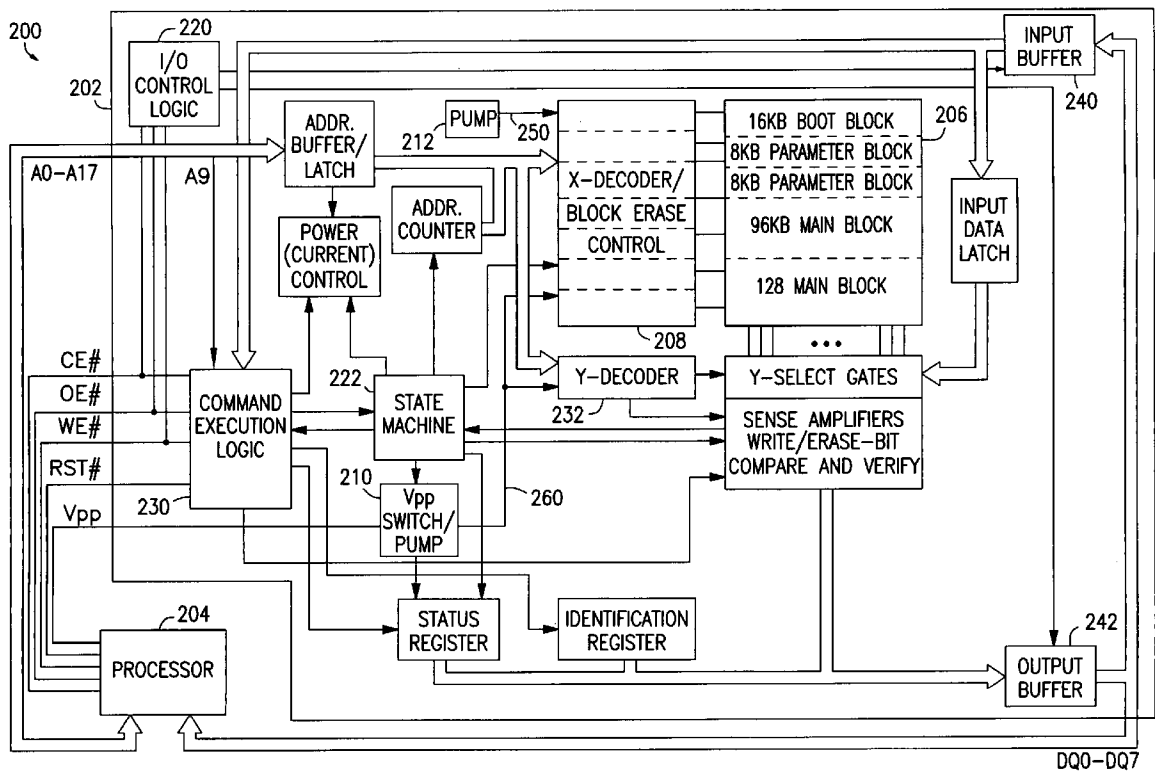 200
202
220
I/O
CONTROL
LOGIC
INPUT
BUFFER
240
ADDR.
BUFFER/
LATCH
212
PUMP
250
16KB BOOT BLOCK
206
8KB PARAMETER BLOCK
8KB PARAMETER BLOCK
96KB MAIN BLOCK
128 MAIN BLOCK
A0-A17
A9
X-DECODER/
BLOCK ERASE
CONTROL
208
INPUT
DATA
LATCH
ADDR.
COUNTER
POWER
(CURRENT)
CONTROL
•••
CE#
OE#
WE#
RST#
Vpp
COMMAND
EXECUTION
LOGIC
230
222
STATE
MACHINE
Y-DECODER
232
Y-SELECT GATES
SENSE AMPLIFIERS
WRITE/ERASE-BIT
COMPARE AND VERIFY
210
Vpp
SWITCH/
PUMP
260
204
PROCESSOR
STATUS
REGISTER
IDENTIFICATION
REGISTER
242
OUTPUT
BUFFER
DQ0-DQ7